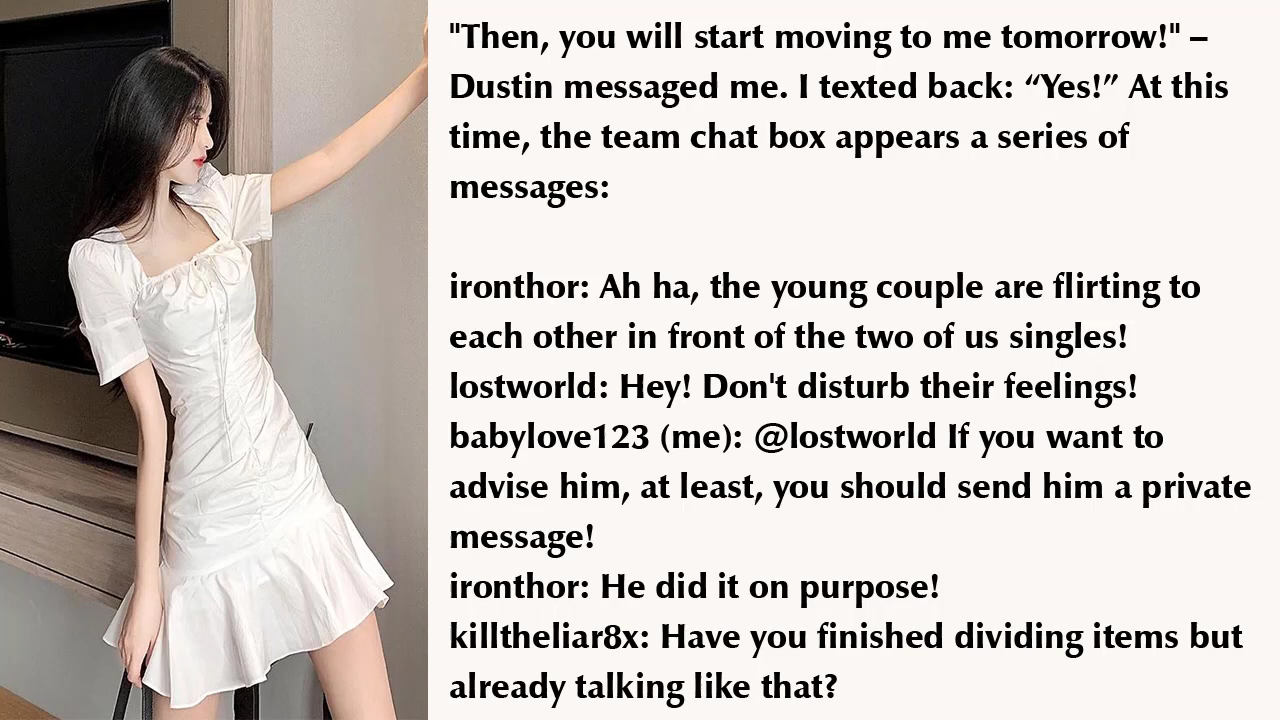 "Then, you will start moving to me tomorrow!" –
Dustin messaged me. I texted back: “Yes!” At this
time, the team chat box appears a series of
messages:
ironthor: Ah ha, the young couple are flirting to
each other in front of the two of us singles!
lostworld: Hey! Don't disturb their feelings!
babylove123 (me): @lostworld If you want to
advise him, at least, you should send him a private
message!
ironthor: He did it on purpose!
killtheliar8x: Have you finished dividing items but
already talking like that?